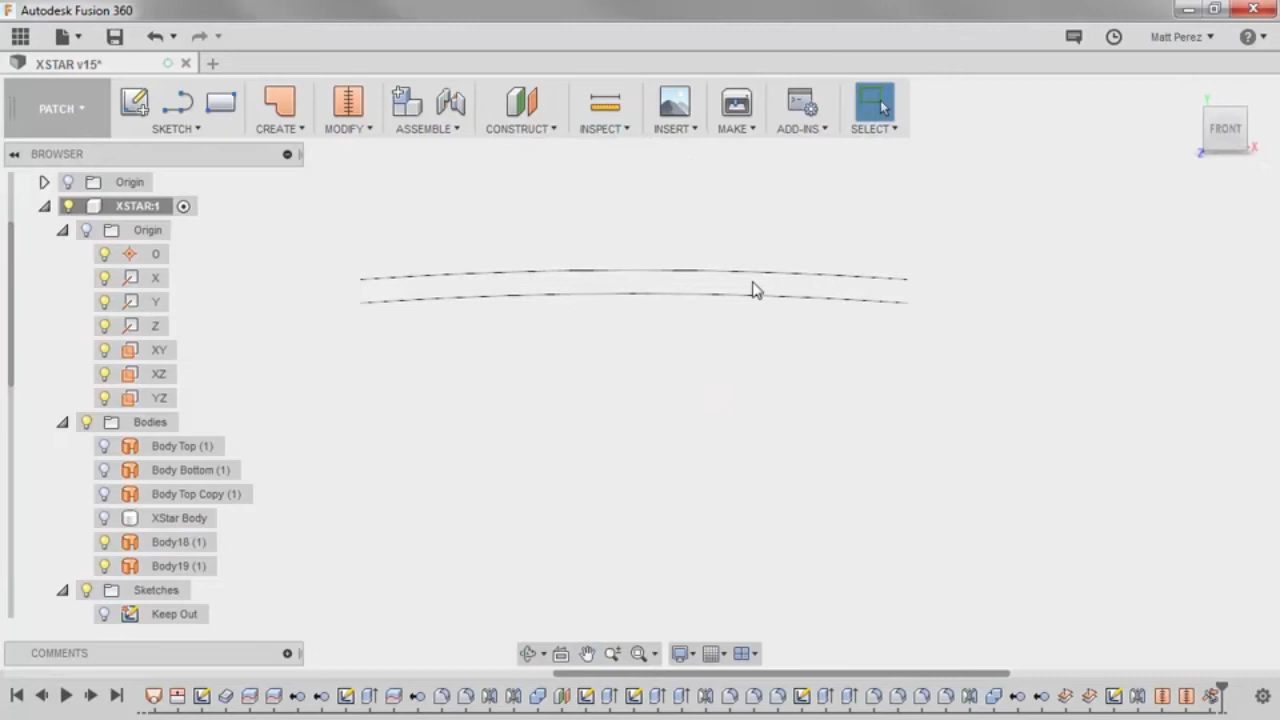 Autodesk Fusion 360
Matt Perez
XSTAR v15*
PATCH
SKETCH
CREATE
MODIFY
ASSEMBLE
CONSTRUCT
INSPECT
INSERT
MAKE
ADD-INS
SELECT
Y
FRONT
Z
X
BROWSER
Origin
XSTAR:1
Origin
O
X
Y
Z
XY
XZ
YZ
Bodies
Body Top (1)
Body Bottom (1)
Body Top Copy (1)
XStar Body
Body18 (1)
Body19 (1)
Sketches
Keep Out
COMMENTS